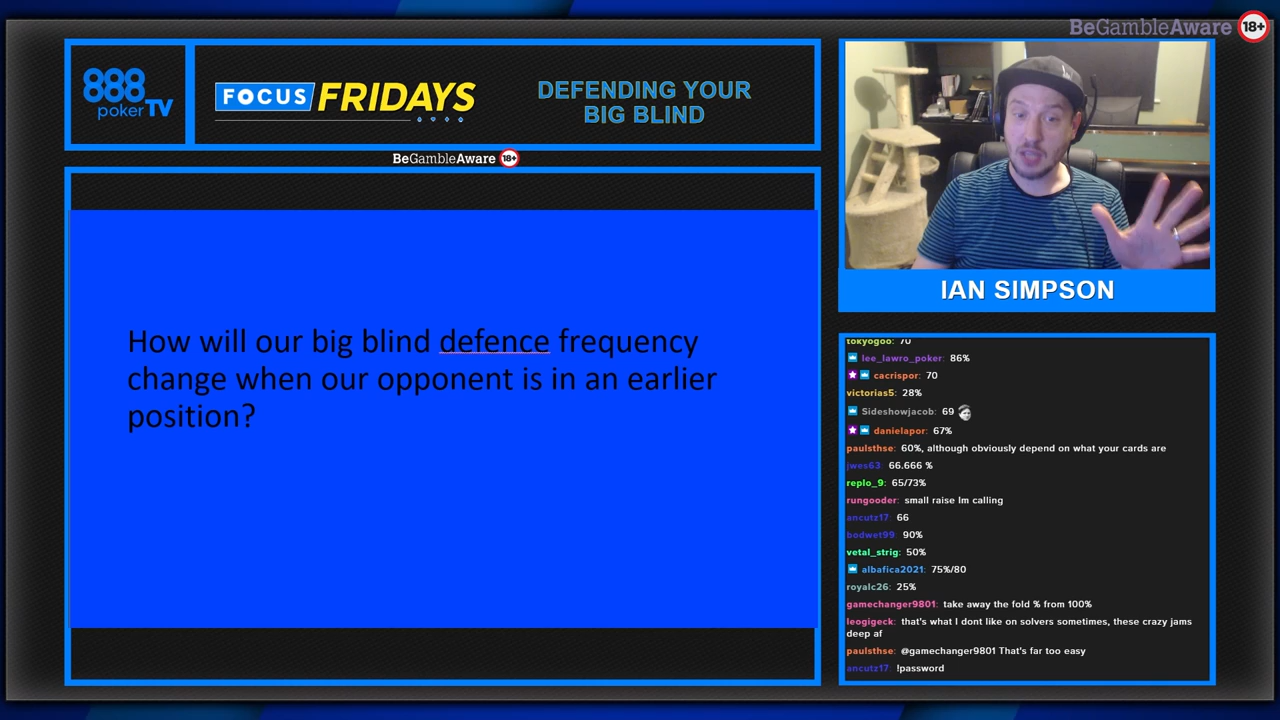 BeGambleAware 18+
888
pokerTV
FOCUS FRIDAYS
DEFENDING YOUR
BIG BLIND
BeGambleAware 18+
How will our big blind defence frequency
change when our opponent is in an earlier
position?
IAN SIMPSON
tokyogoo: 70
lee_lawro_poker: 86%
cacrispor: 70
victorias5: 28%
Sideshowjacob: 69
danielapor: 67%
paulsthse: 60%, although obviously depend on what your cards are
jwes63: 66.666 %
replo_9: 65/73%
rungooder: small raise Im calling
ancutz17: 66
bodwet99: 90%
vetal_strig: 50%
albafica2021: 75%/80
royalc26: 25%
gamechanger9801: take away the fold % from 100%
leogigeck: that's what I dont like on solvers sometimes, these crazy jams
deep af
paulsthse: @gamechanger9801 That's far too easy
ancutz17: !password